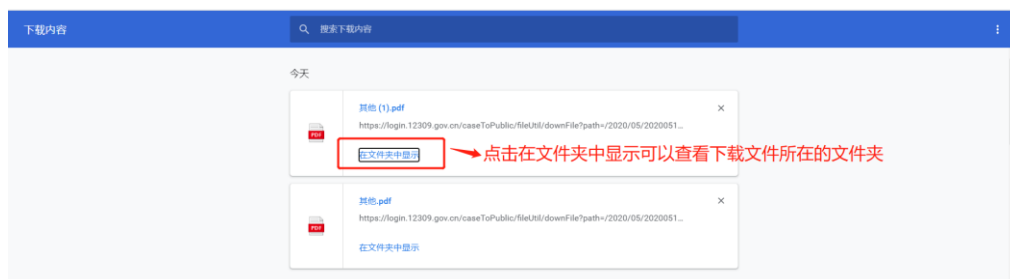 下载内容
搜索下载内容
今天
其他 (1).pdf
https://login.12309.gov.cn/caseToPublic/fileUtil/downFile?path=/2020/05/2020051...
PDF
在文件夹中显示
点击在文件夹中显示可以查看下载文件所在的文件夹
其他.pdf
https://login.12309.gov.cn/caseToPublic/fileUtil/downFile?path=/2020/05/2020051...
PDF
在文件夹中显示